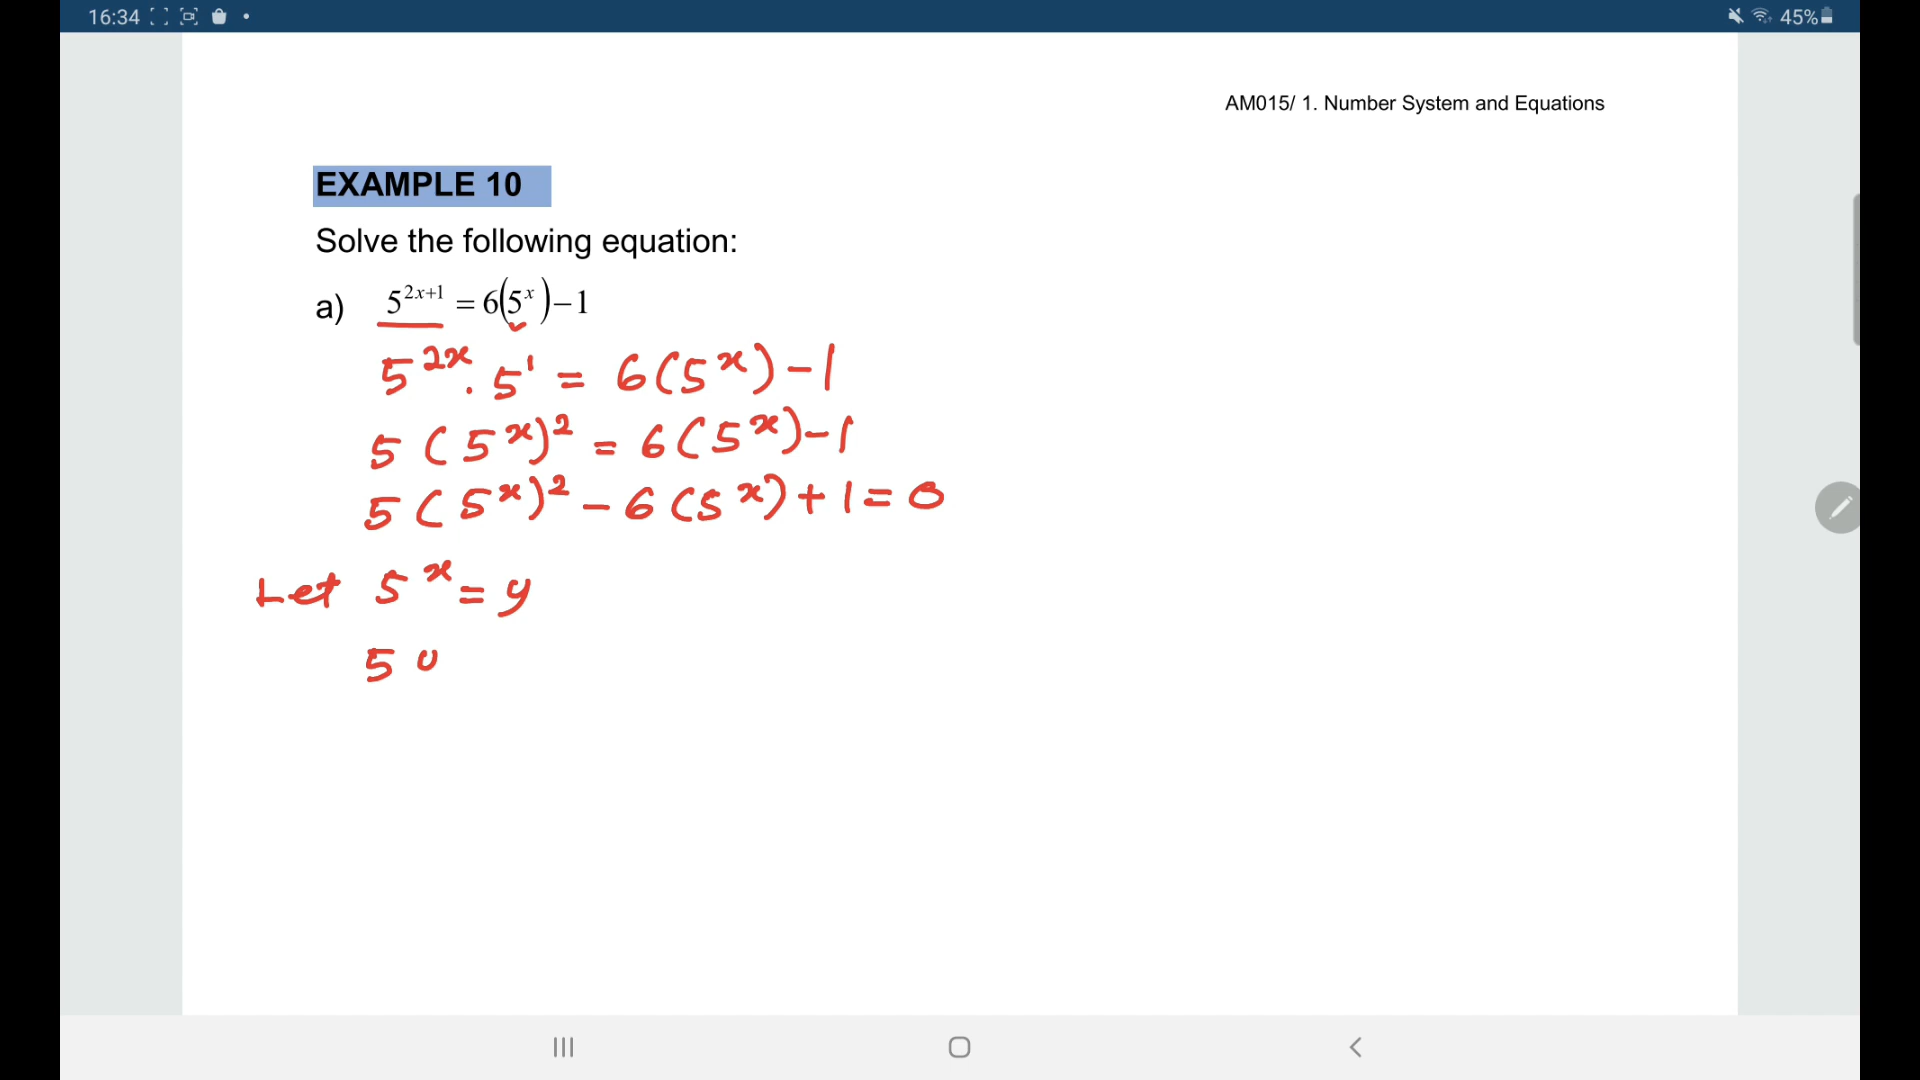 16:34
45%
AM015/ 1. Number System and Equations
EXAMPLE 10
Solve the following equation:
a) 5^{2x+1} = 6(5^x) − 1
5^{2x} . 5^1 = 6(5^x) − 1
5(5^x)^2 = 6(5^x) − 1
5(5^x)^2 − 6(5^x) + 1 = 0
Let 5^x = y
5